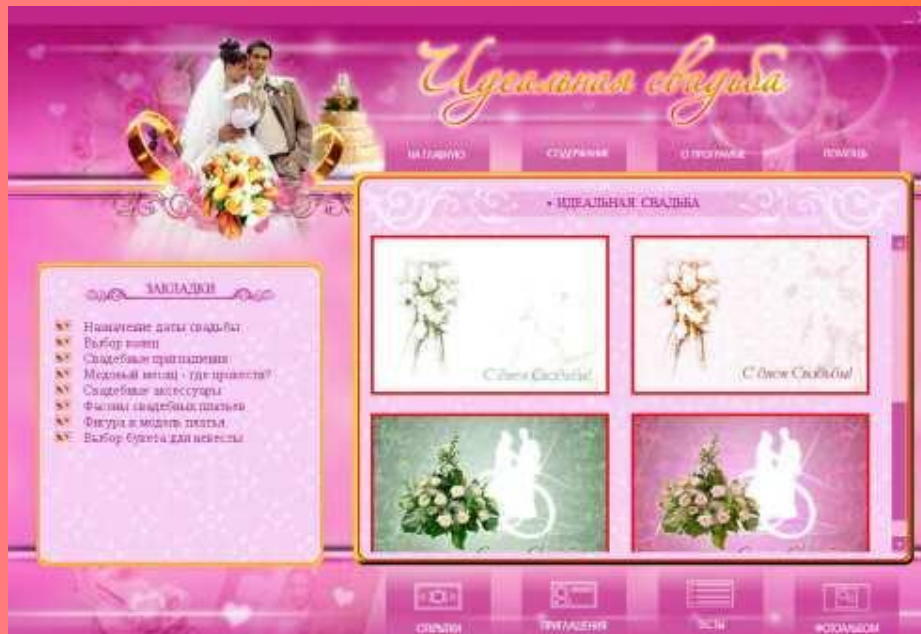 Идеальная свадьба
НА ГЛАВНУЮ СОДЕРЖАНИЕ О ПРОГРАММЕ ПОМОЩЬ
• ИДЕАЛЬНАЯ СВАДЬБА
С днем Свадьбы!
С днем Свадьбы!
ЗАКЛАДКИ
Назначение даты свадьбы
Выбор колец
Свадебные приглашения
Медовый месяц - где провести?
Свадебные аксессуары
Фасоны свадебных платьев
Фигура и модель платья
Выбор букета для невесты
ОТКРЫТКИ ПРИГЛАШЕНИЯ ТЕСТЫ ФОТОАЛЬБОМ